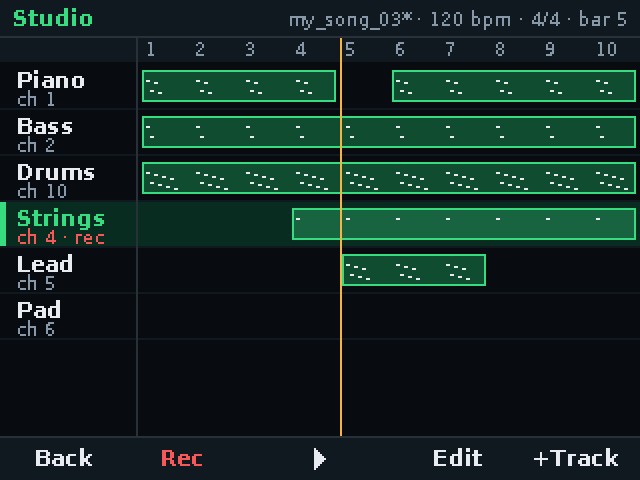 Studio my_song_03* · 120 bpm · 4/4 · bar 5
1 2 3 4 5 6 7 8 9 10
Piano
ch 1
Bass
ch 2
Drums
ch 10
Strings
ch 4 · rec
Lead
ch 5
Pad
ch 6
Back Rec Edit +Track